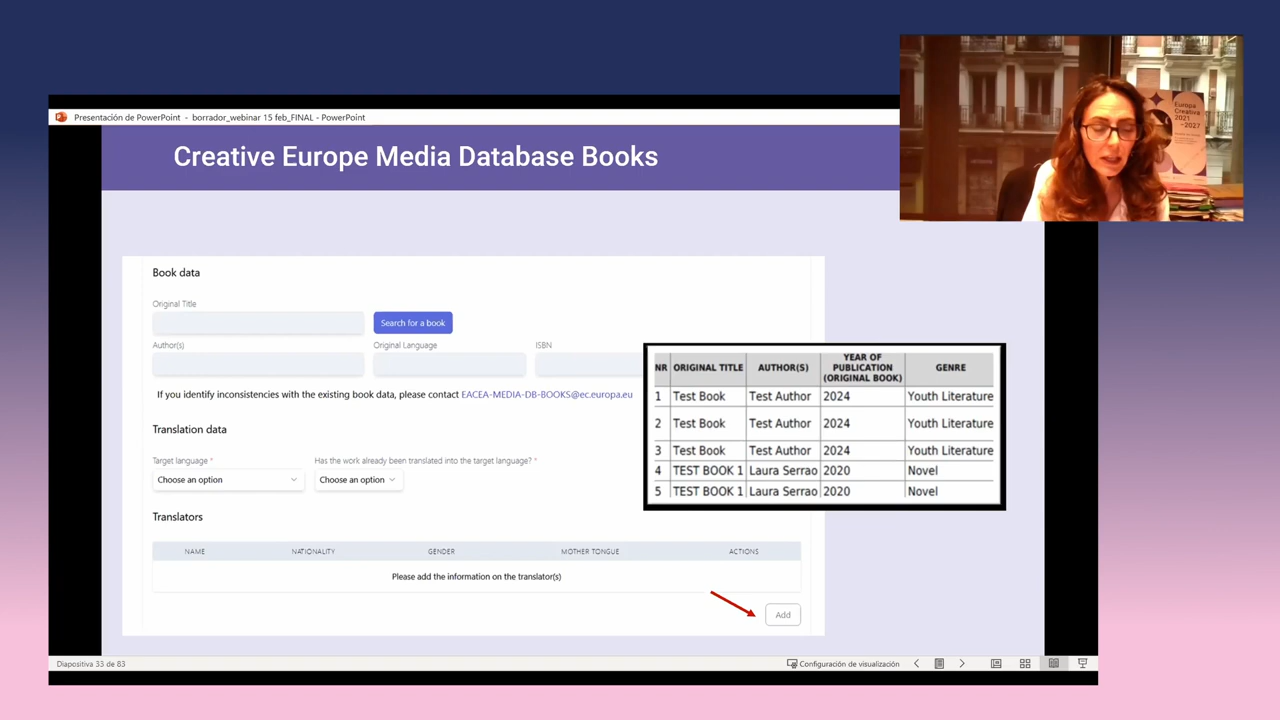 Presentación de PowerPoint - borrador_webinar 15 feb_FINAL - PowerPoint
Creative Europe Media Database Books
Europa
Creativa
2021
-2027
Book data
Original Title
Search for a book
Author(s) Original Language ISBN
If you identify inconsistencies with the existing book data, please contact EACEA-MEDIA-DB-BOOKS@ec.europa.eu
Translation data
Target language * Has the work already been translated into the target language? *
Choose an option Choose an option
Translators
NAME NATIONALITY GENDER MOTHER TONGUE ACTIONS
Please add the information on the translator(s)
Add
NR ORIGINAL TITLE AUTHOR(S) YEAR OF PUBLICATION (ORIGINAL BOOK) GENRE
1 Test Book Test Author 2024 Youth Literature
2 Test Book Test Author 2024 Youth Literature
3 Test Book Test Author 2024 Youth Literature
4 TEST BOOK 1 Laura Serrao 2020 Novel
5 TEST BOOK 1 Laura Serrao 2020 Novel
Diapositiva 33 de 83
Configuración de visualización